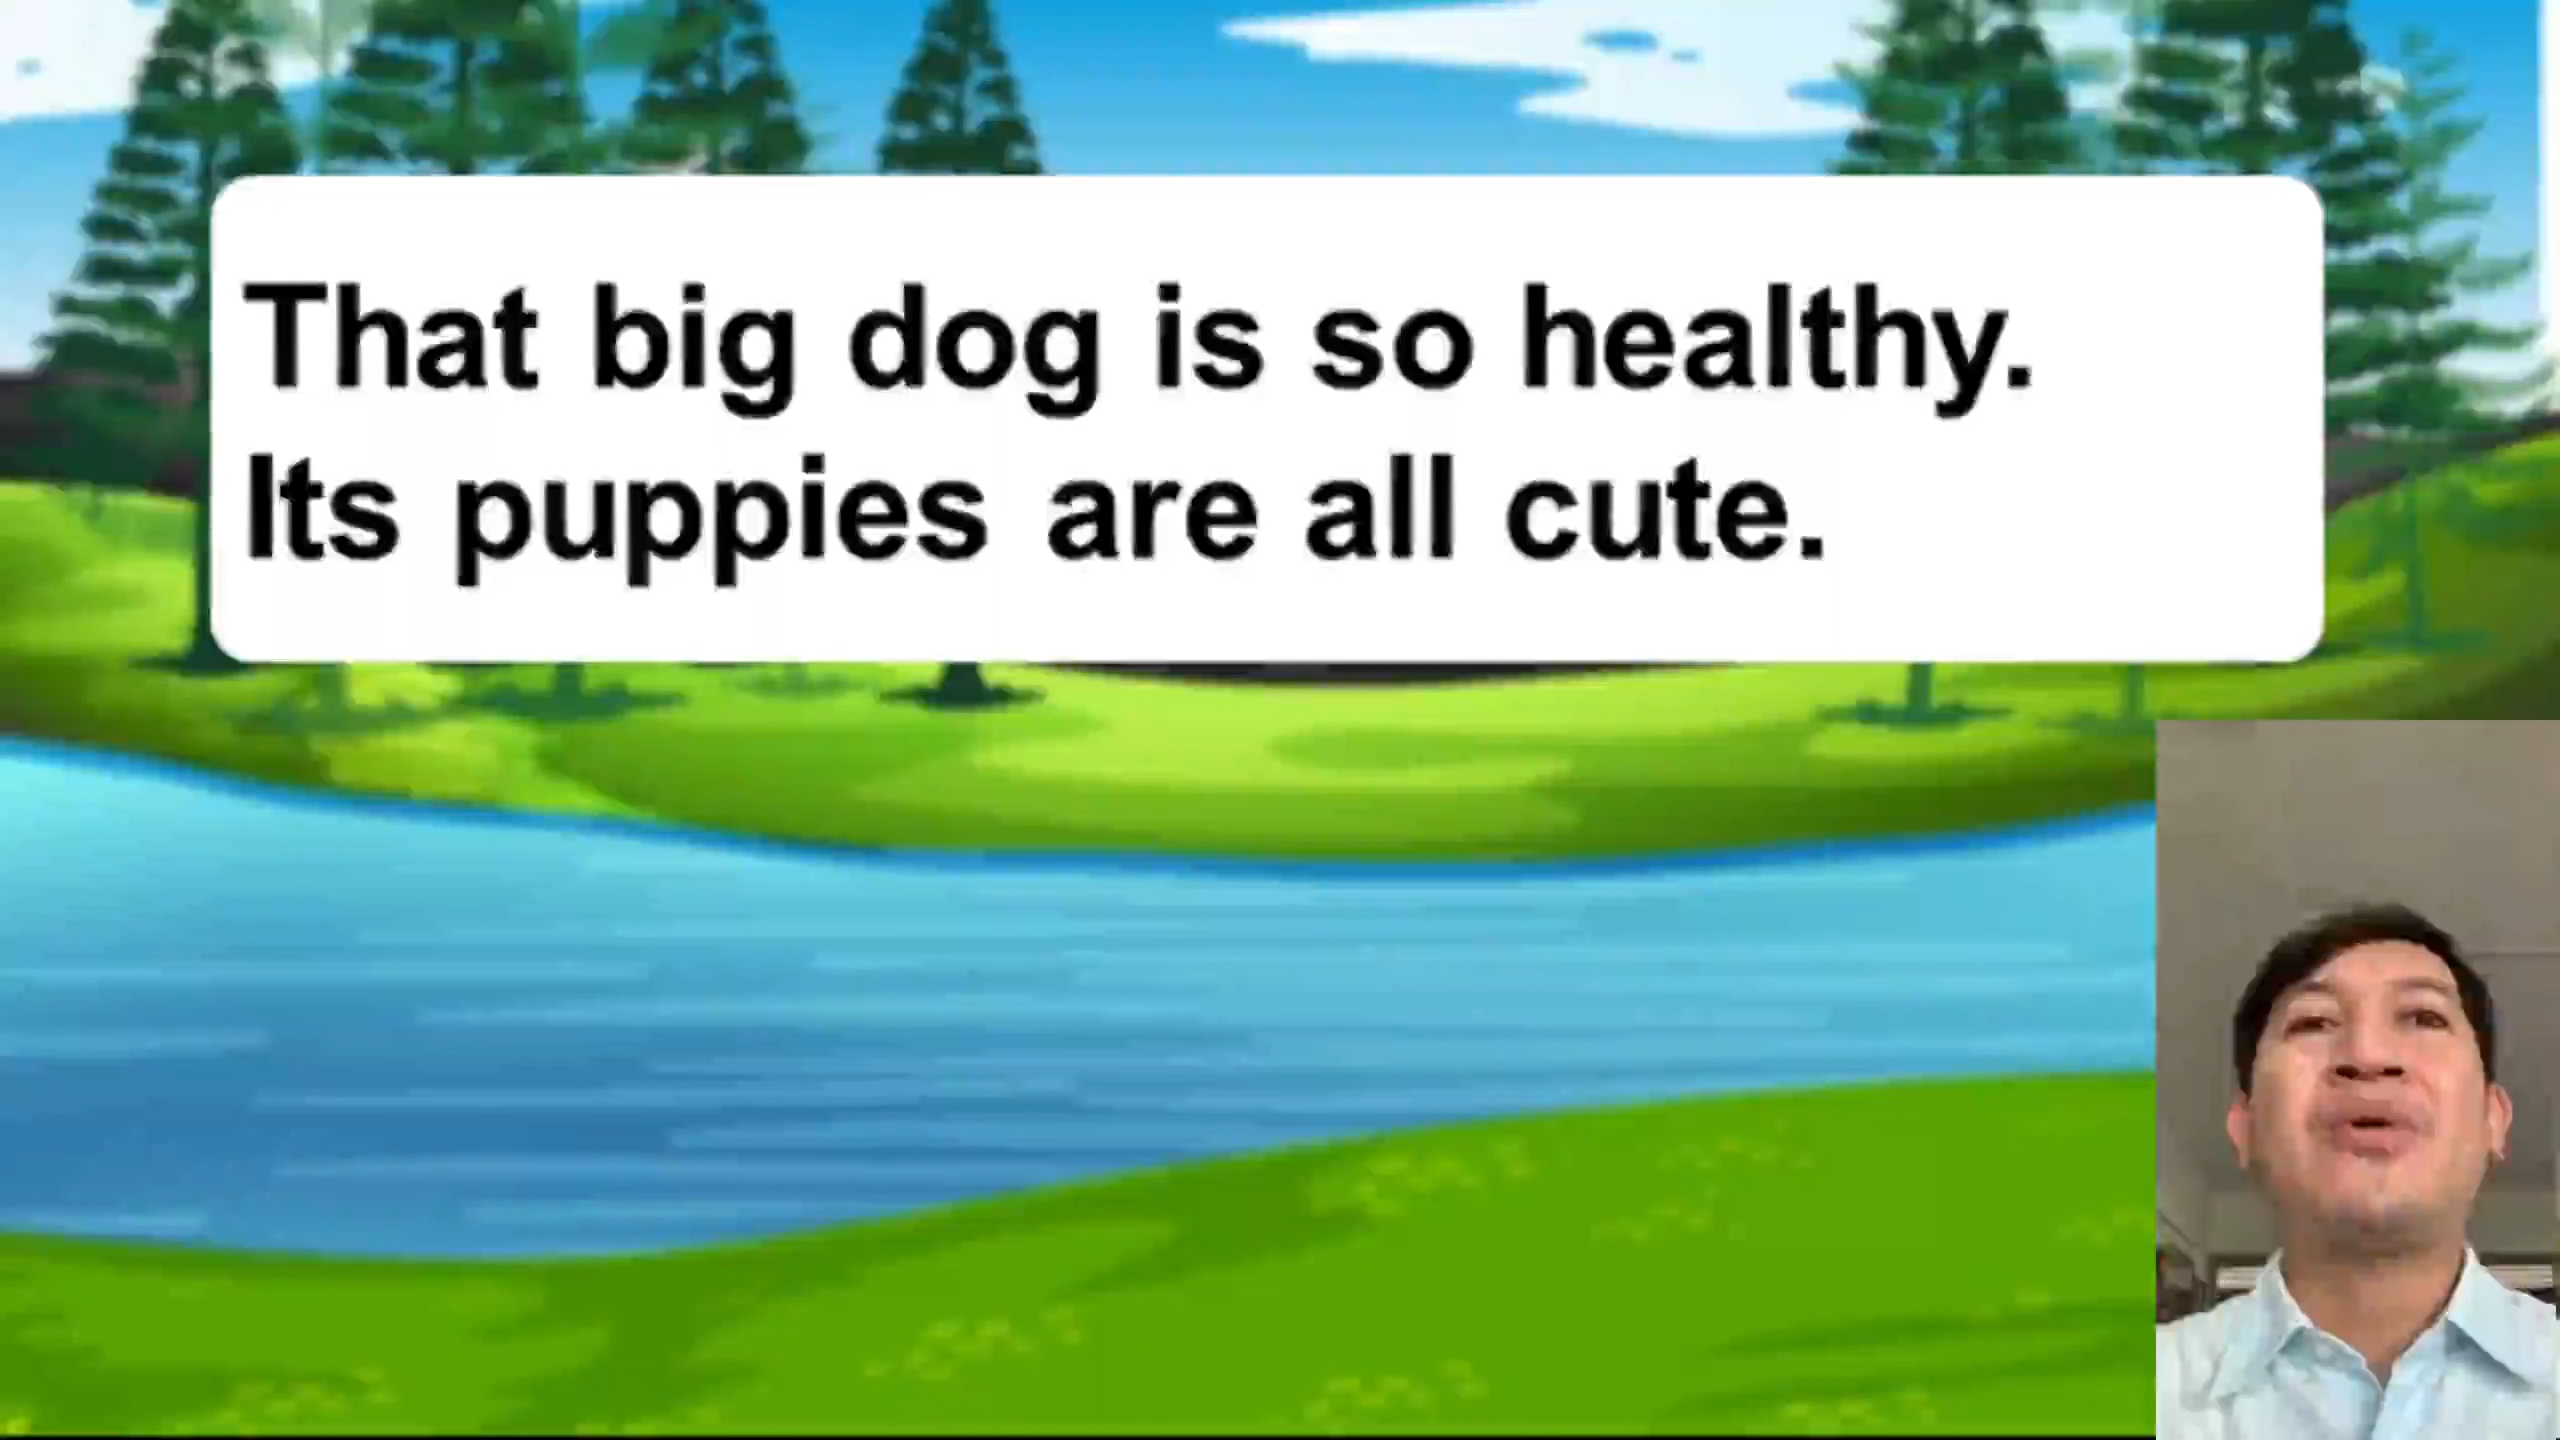 That big dog is so healthy.
Its puppies are all cute.